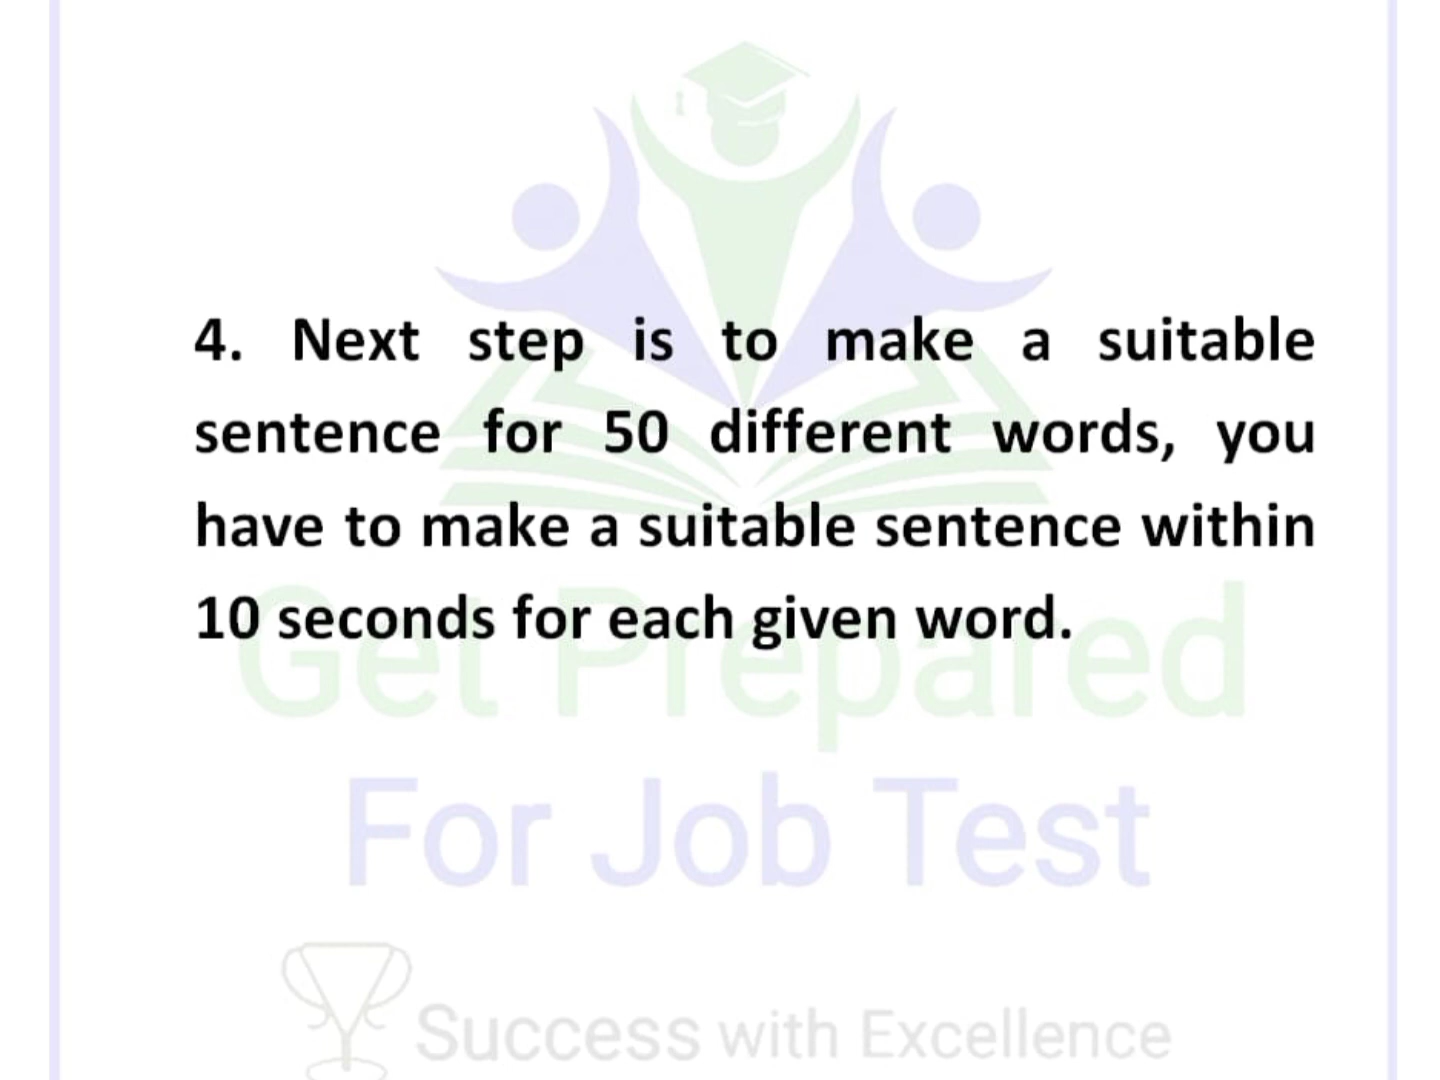 4. Next step is to make a suitable
sentence for 50 different words, you
have to make a suitable sentence within
10 seconds for each given word.
Get Prepared
For Job Test
Success with Excellence